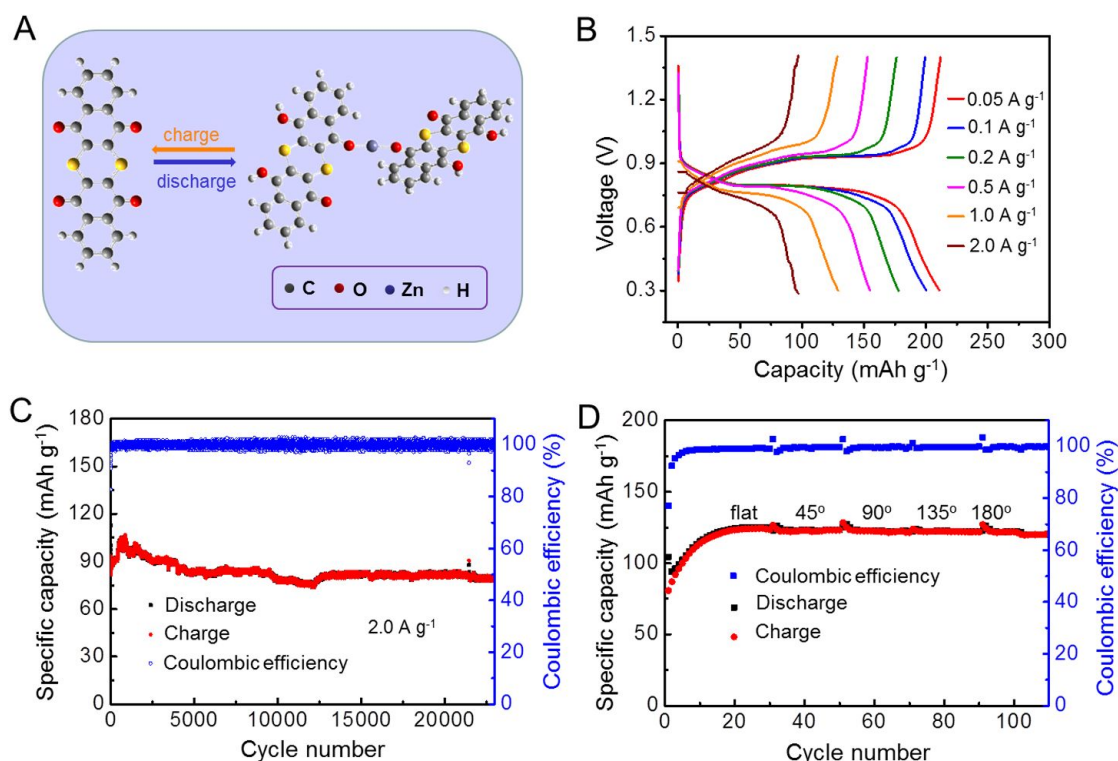 A
charge
discharge
C O Zn H
B
Voltage (V)
1.5
1.2
0.9
0.6
0.3
0 50 100 150 200 250 300
Capacity (mAh g⁻¹)
0.05 A g⁻¹
0.1 A g⁻¹
0.2 A g⁻¹
0.5 A g⁻¹
1.0 A g⁻¹
2.0 A g⁻¹
C
Specific capacity (mAh g⁻¹)
180
150
120
90
60
30
0
Discharge
Charge
Coulombic efficiency
2.0 A g⁻¹
0 5000 10000 15000 20000
Cycle number
100
80
60
40
20
0
Coulombic efficiency (%)
D
Specific capacity (mAh g⁻¹)
200
150
125
100
75
50
25
0
flat 45º 90º 135º 180º
Coulombic efficiency
Discharge
Charge
0 20 40 60 80 100
Cycle number
100
80
60
40
20
0
Coulombic efficiency (%)